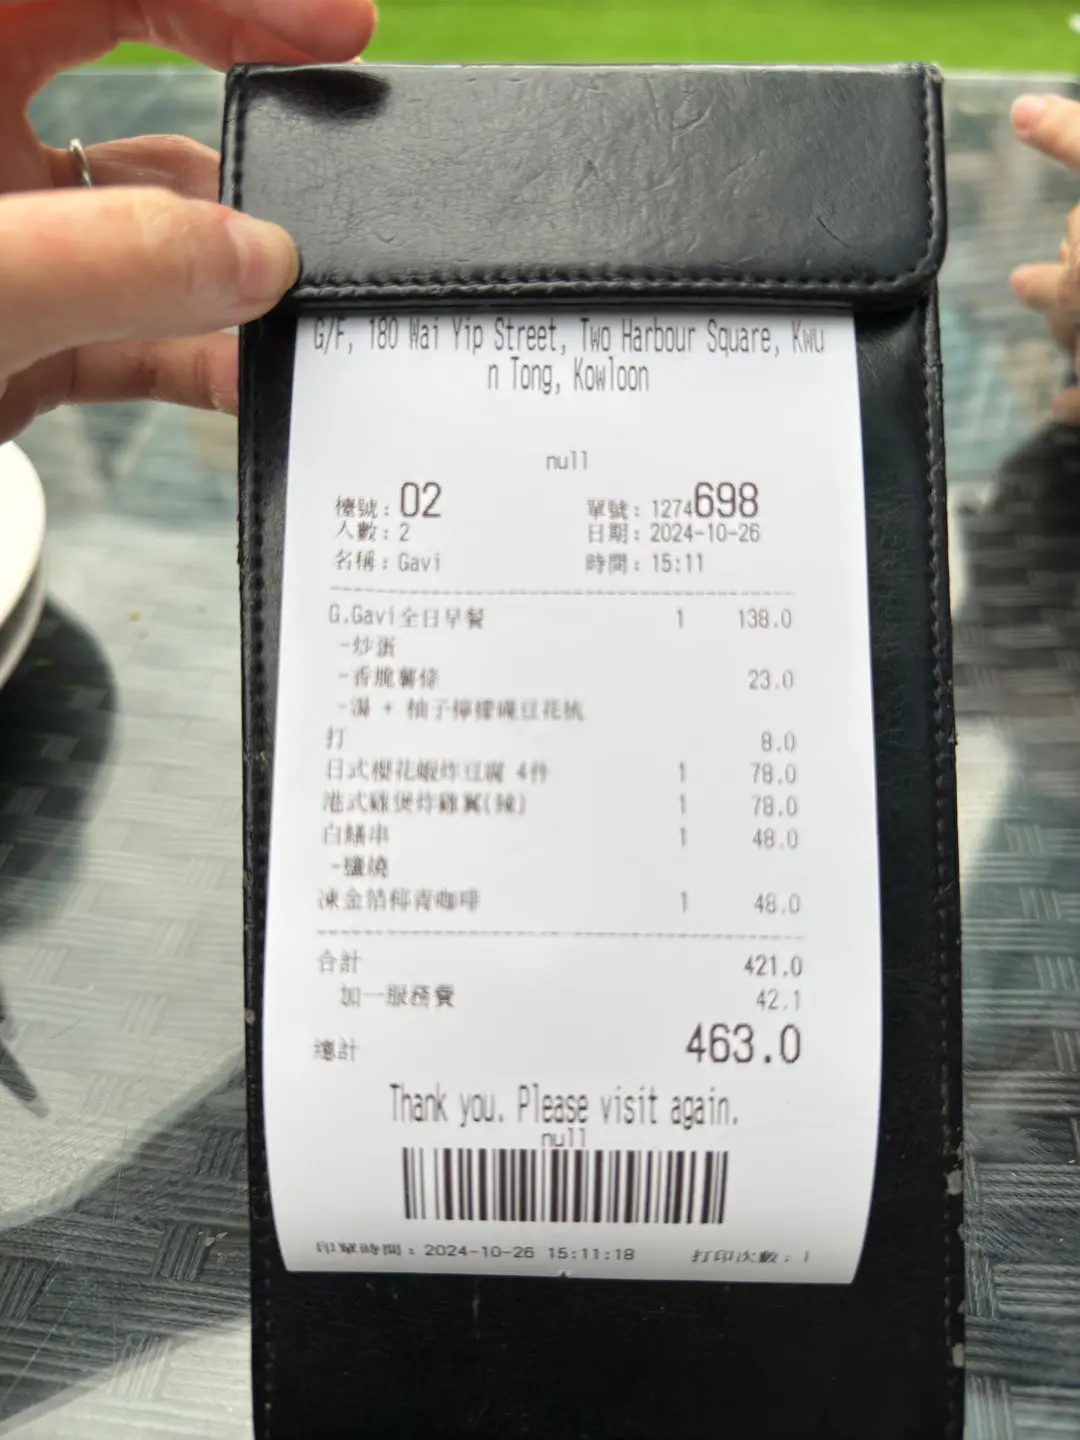 G/F, 180 Wai Yip Street, Two Harbour Square, Kwu
n Tong, Kowloon
null
檯號: 02 單號: 1274698
人數: 2 日期: 2024-10-26
名稱: Gavi 時間: 15:11
G.Gavi全日早餐 1 138.0
-炒蛋
-香脆薯條 23.0
-湯 + 柚子檸檬豆花梳
打 8.0
日式櫻花蝦炸豆腐 4件 1 78.0
港式雞煲炸雞翼(辣) 1 78.0
白鱔串 1 48.0
-鹽燒
凍金箔椰青咖啡 1 48.0
合計 421.0
加一服務費 42.1
總計 463.0
Thank you. Please visit again.
null
印單時間: 2024-10-26 15:11:18 打印次數: 1